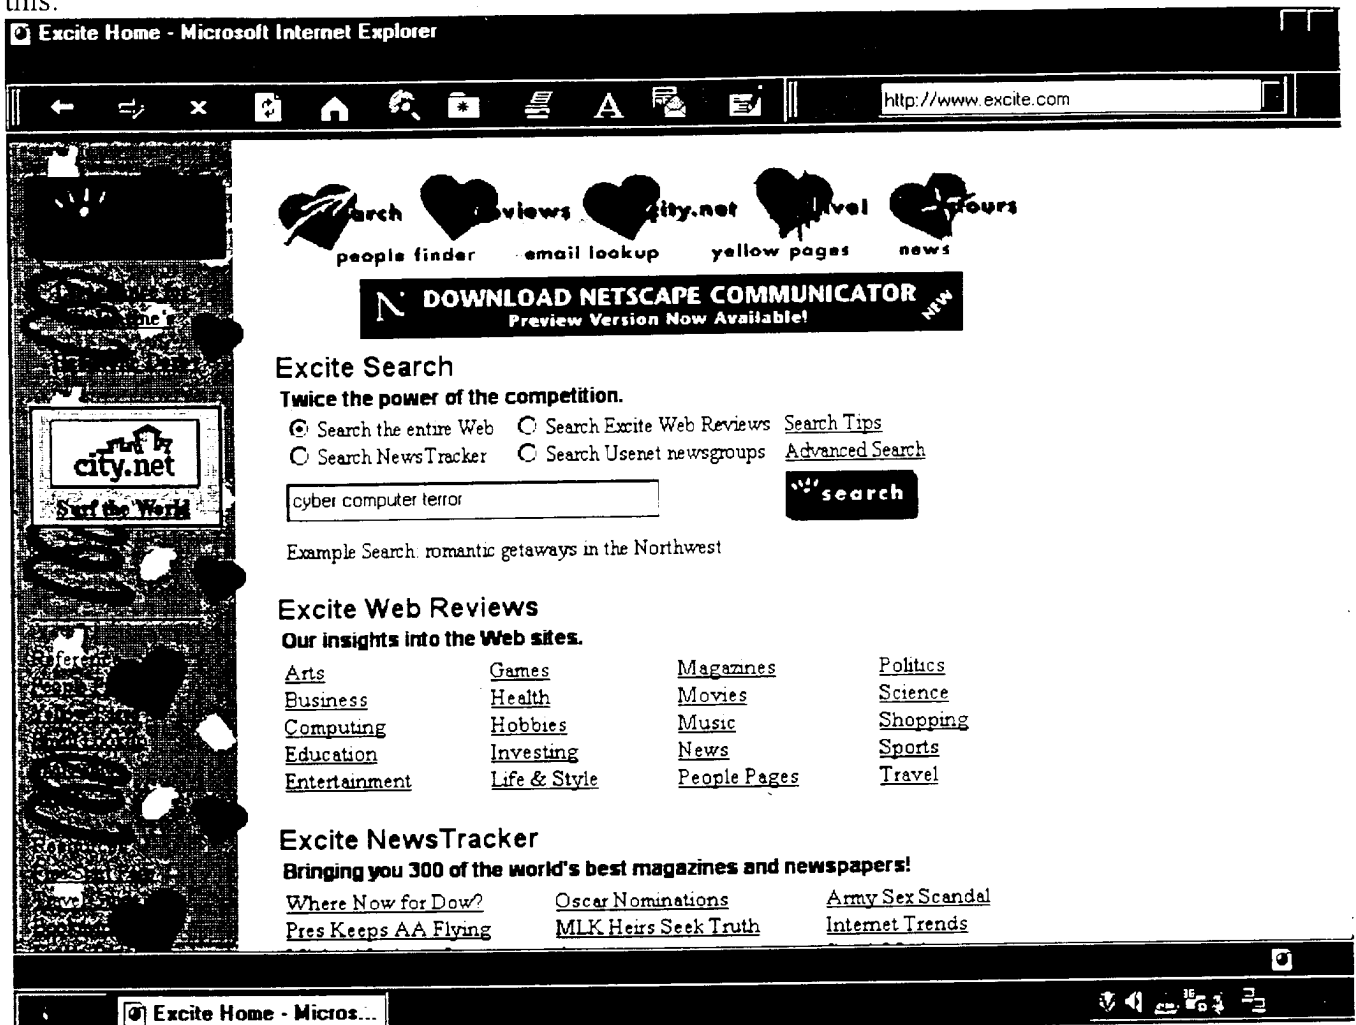 this.
Excite Home - Microsoft Internet Explorer
http://www.excite.com
arch reviews city.net vel tours
people finder email lookup yellow pages news
N DOWNLOAD NETSCAPE COMMUNICATOR NEW
Preview Version Now Available!
Excite Search
Twice the power of the competition.
Search the entire Web Search Excite Web Reviews Search Tips
Search NewsTracker Search Usenet newsgroups Advanced Search
cyber computer terror search
Example Search: romantic getaways in the Northwest
city.net
Surf the World
Excite Web Reviews
Our insights into the Web sites.
Arts Games Magazines Politics
Business Health Movies Science
Computing Hobbies Music Shopping
Education Investing News Sports
Entertainment Life & Style People Pages Travel
Excite NewsTracker
Bringing you 300 of the world's best magazines and newspapers!
Where Now for Dow? Oscar Nominations Army Sex Scandal
Pres Keeps AA Flying MLK Heirs Seek Truth Internet Trends
Excite Home - Micros...